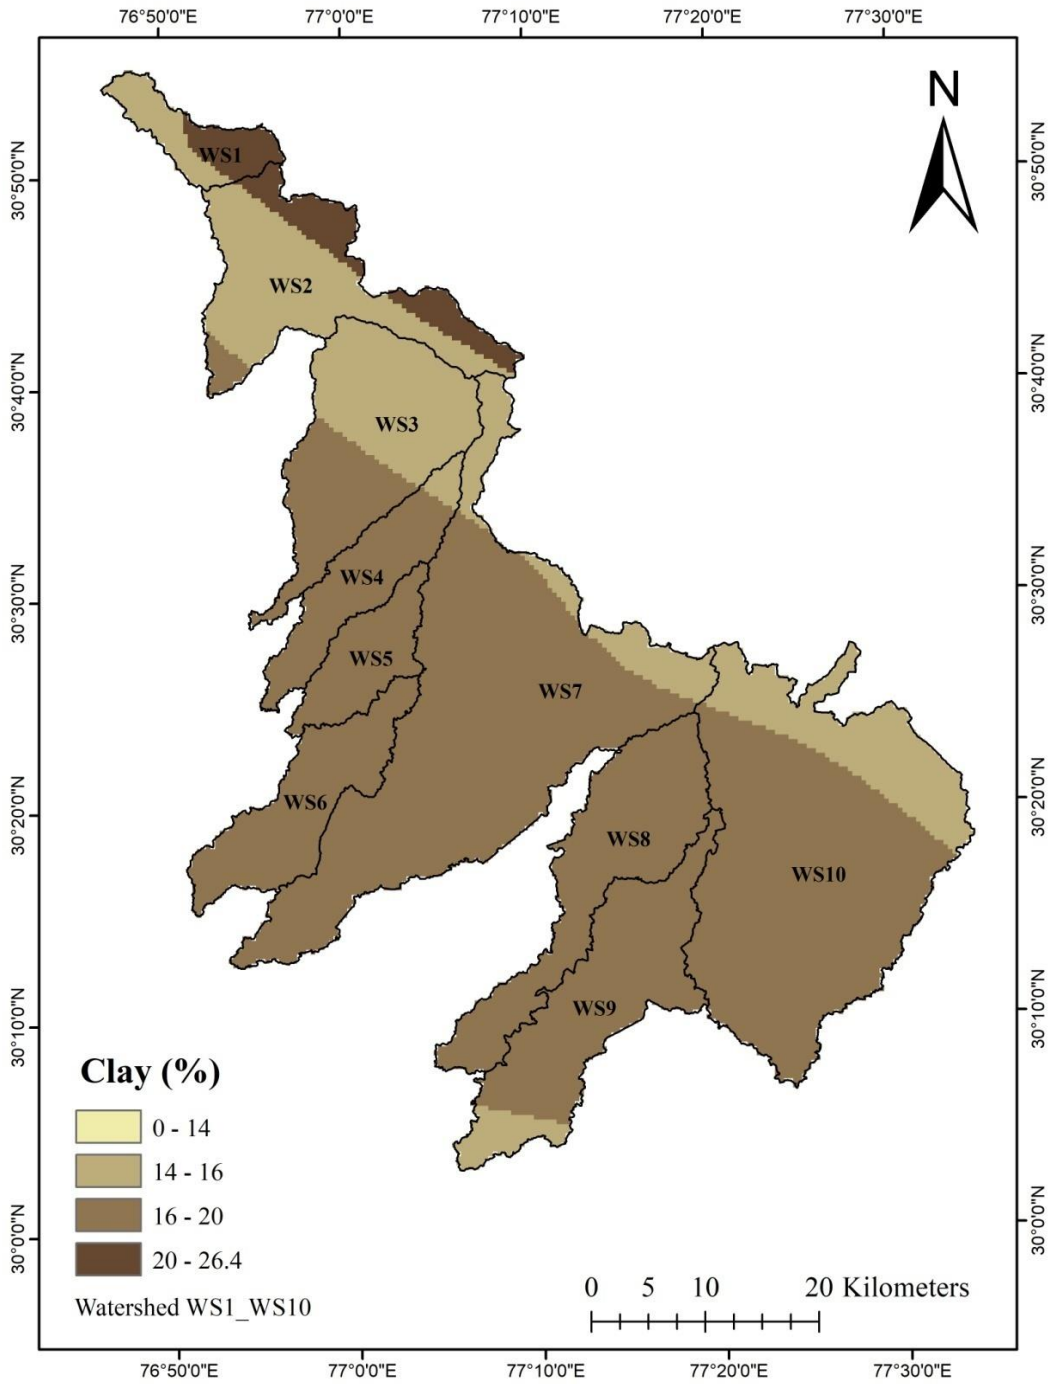 76°50'0"E 77°0'0"E 77°10'0"E 77°20'0"E 77°30'0"E
N
30°50'0"N
30°50'0"N
WS1
WS2
30°40'0"N
30°40'0"N
WS3
WS4
30°30'0"N
30°30'0"N
WS5
WS7
30°20'0"N
30°20'0"N
WS6
WS8
WS10
WS9
30°10'0"N
30°10'0"N
Clay (%)
0 - 14
14 - 16
16 - 20
20 - 26.4
30°0'0"N
30°0'0"N
Watershed WS1_WS10
0 5 10 20 Kilometers
76°50'0"E 77°0'0"E 77°10'0"E 77°20'0"E 77°30'0"E